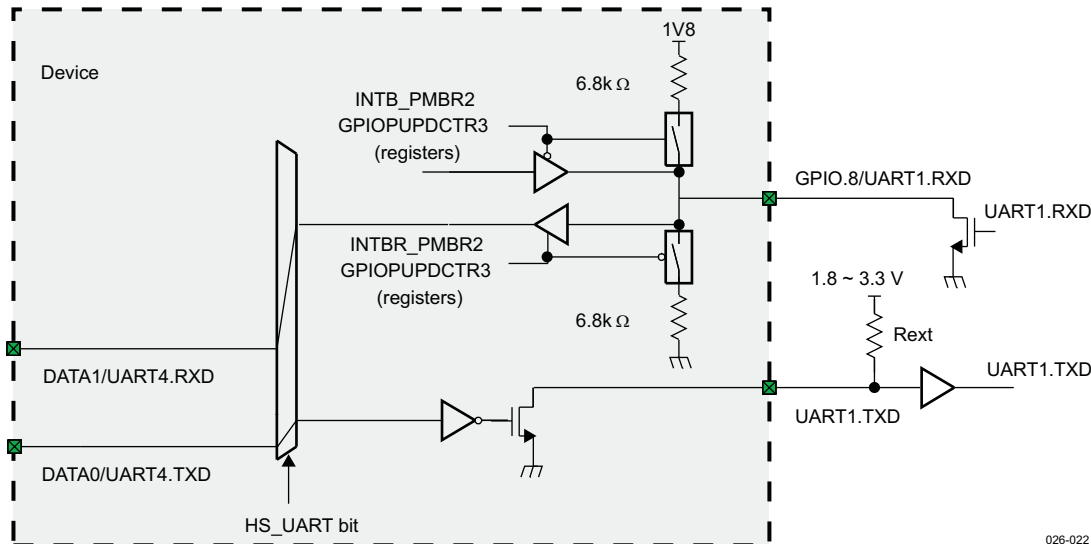 1V8
Device
6.8k Ω
INTB_PMBR2
GPIOPUPDCTR3
(registers)
GPIO.8/UART1.RXD
UART1.RXD
INTBR_PMBR2
GPIOPUPDCTR3
(registers)
1.8 ~ 3.3 V
6.8k Ω
Rext
DATA1/UART4.RXD
UART1.TXD
UART1.TXD
DATA0/UART4.TXD
HS_UART bit
026-022